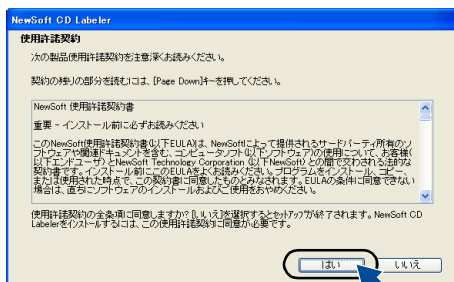 NewSoft CD Labeler
使用許諾契約
次の製品使用許諾契約を注意深くお読みください。
契約の残りの部分を読むには、[Page Down]キーを押してください。
NewSoft 使用許諾契約書
重要 - インストール前に必ずお読みください
このNewSoft使用許諾契約書(以下EULA)は、NewSoftによって提供されるサードパーティ所有のソ
フトウェアや関連ドキュメントを含む、コンピュータソフト(以下ソフトウェア)の使用について、お客様(
以下エンドユーザ)とNewSoft Technology Corporation (以下NewSoft)との間で交わされる法的な
契約書です。インストール前にこのEULAをよくお読みください。プログラムをインストール、コピー、
または使用された時点で、この契約書に同意したものとみなされます。EULAの条件に同意できない
場合は、直ちにソフトウェアのインストールおよびご使用をおやめください。
使用許諾契約の全条項に同意しますか? [いいえ]を選択するとセットアップが終了されます。NewSoft CD
Labelerをインストールするには、この使用許諾契約に同意が必要です。
はい
いいえ